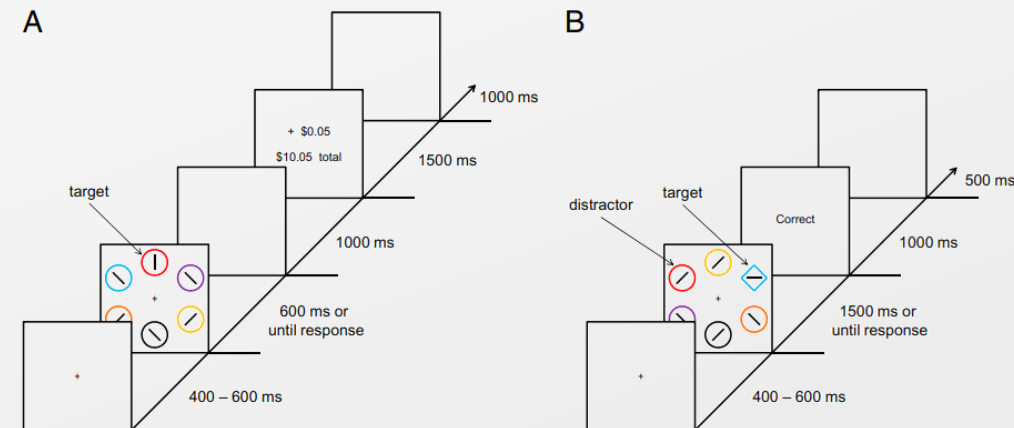 A
1000 ms
+ $0.05
$10.05 total
1500 ms
target
1000 ms
+
600 ms or
until response
+
400 – 600 ms
B
500 ms
target
distractor
Correct
1000 ms
+
1500 ms or
until response
+
400 – 600 ms